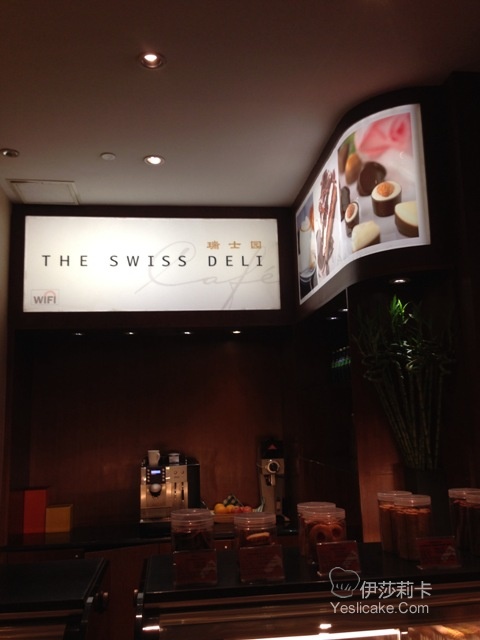 瑞士园
THE SWISS DELI
Café
WiFi
伊莎莉卡
Yeslicake.Com